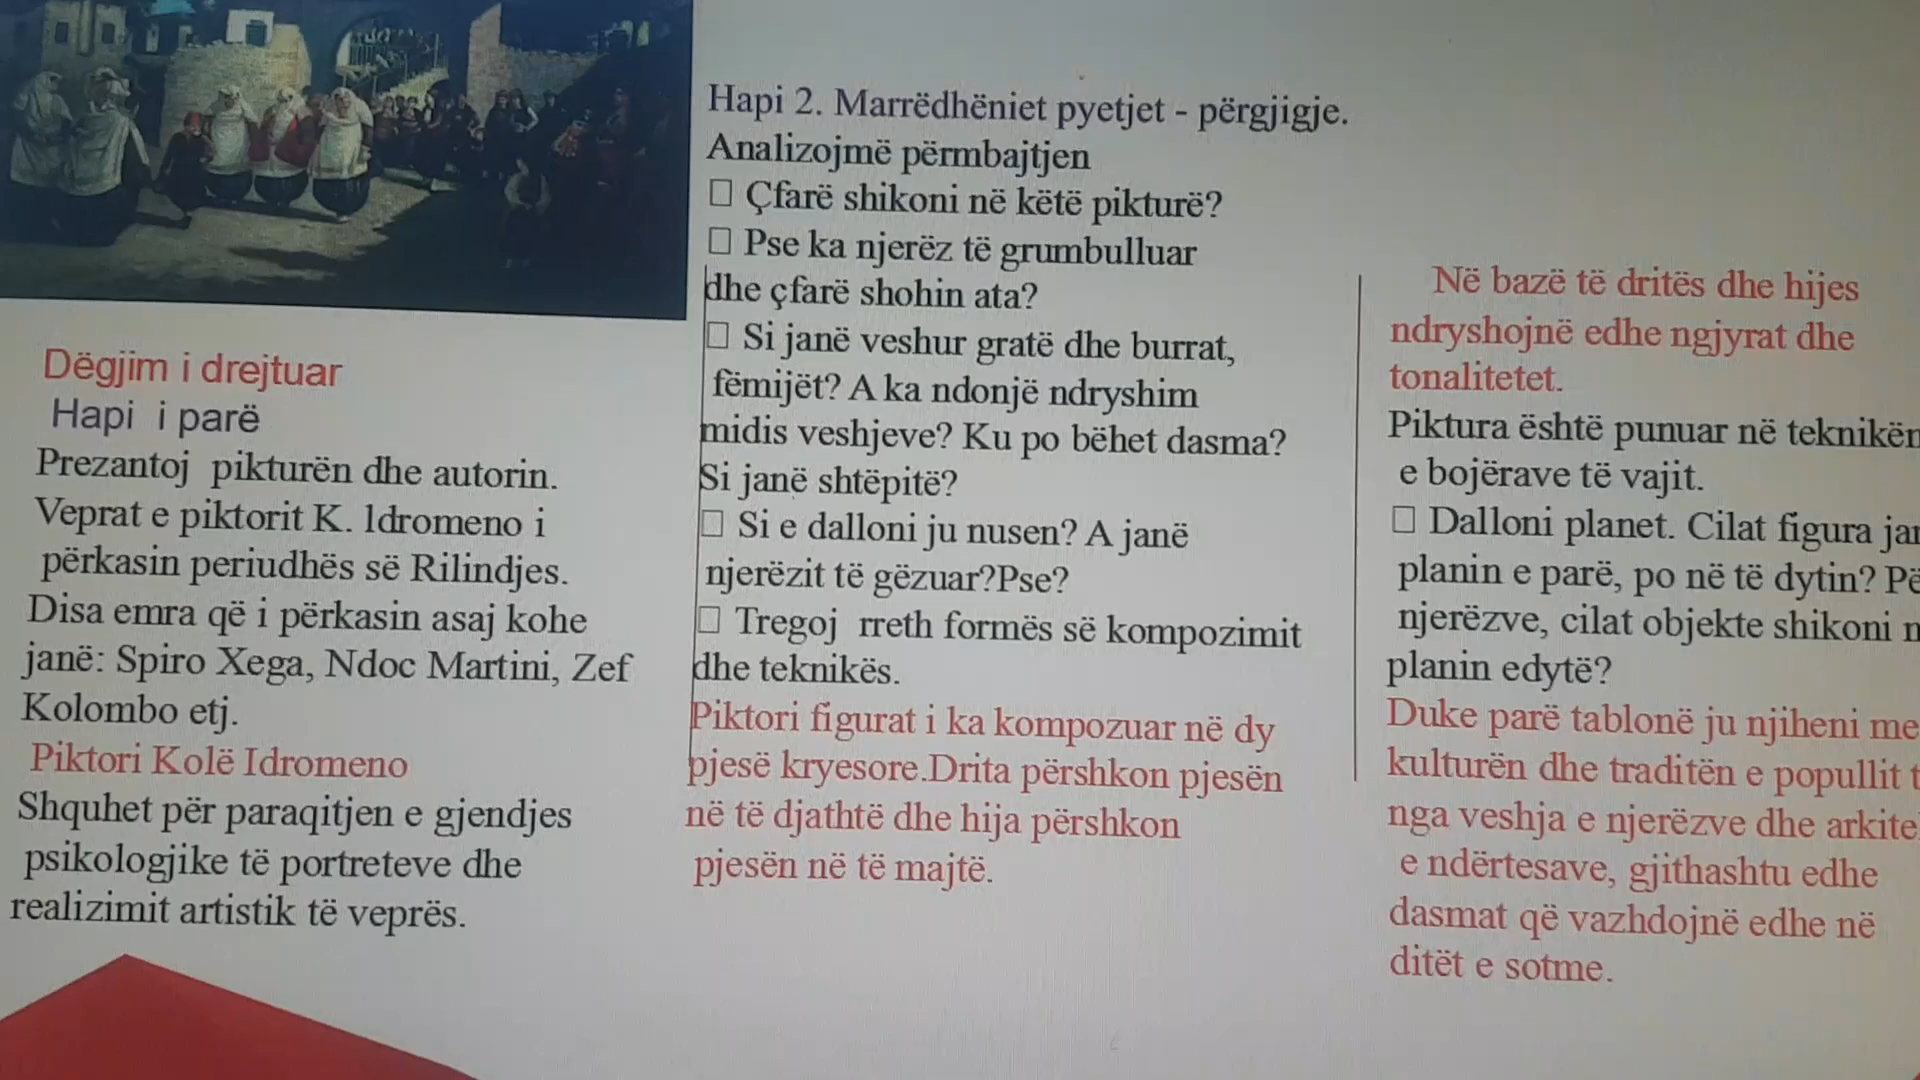 Dëgjim i drejtuar
Hapi i parë
Prezantoj pikturën dhe autorin.
Veprat e piktorit K. ldromeno i
përkasin periudhës së Rilindjes.
Disa emra që i përkasin asaj kohe
janë: Spiro Xega, Ndoc Martini, Zef
Kolombo etj.
Piktori Kolë Idromeno
Shquhet për paraqitjen e gjendjes
psikologjike të portreteve dhe
realizimit artistik të veprës.
Hapi 2. Marrëdhëniet pyetjet - përgjigje.
Analizojmë përmbajtjen
□ Çfarë shikoni në këtë pikturë?
□ Pse ka njerëz të grumbulluar
dhe çfarë shohin ata?
□ Si janë veshur gratë dhe burrat,
fëmijët? A ka ndonjë ndryshim
midis veshjeve? Ku po bëhet dasma?
Si janë shtëpitë?
□ Si e dalloni ju nusen? A janë
njerëzit të gëzuar?Pse?
□ Tregoj rreth formës së kompozimit
dhe teknikës.
Piktori figurat i ka kompozuar në dy
pjesë kryesore.Drita përshkon pjesën
në të djathtë dhe hija përshkon
pjesën në të majtë.
Në bazë të dritës dhe hijes
ndryshojnë edhe ngjyrat dhe
tonalitetet.
Piktura është punuar në teknikën
e bojërave të vajit.
□ Dalloni planet. Cilat figura
planin e parë, po në të dytin?
njerëzve, cilat objekte shikoni
planin edytë?
Duke parë tablonë ju njiheni me
kulturën dhe traditën e popullit
nga veshja e njerëzve dhe
e ndërtesave, gjithashtu edhe
dasmat që vazhdojnë edhe në
ditët e sotme.